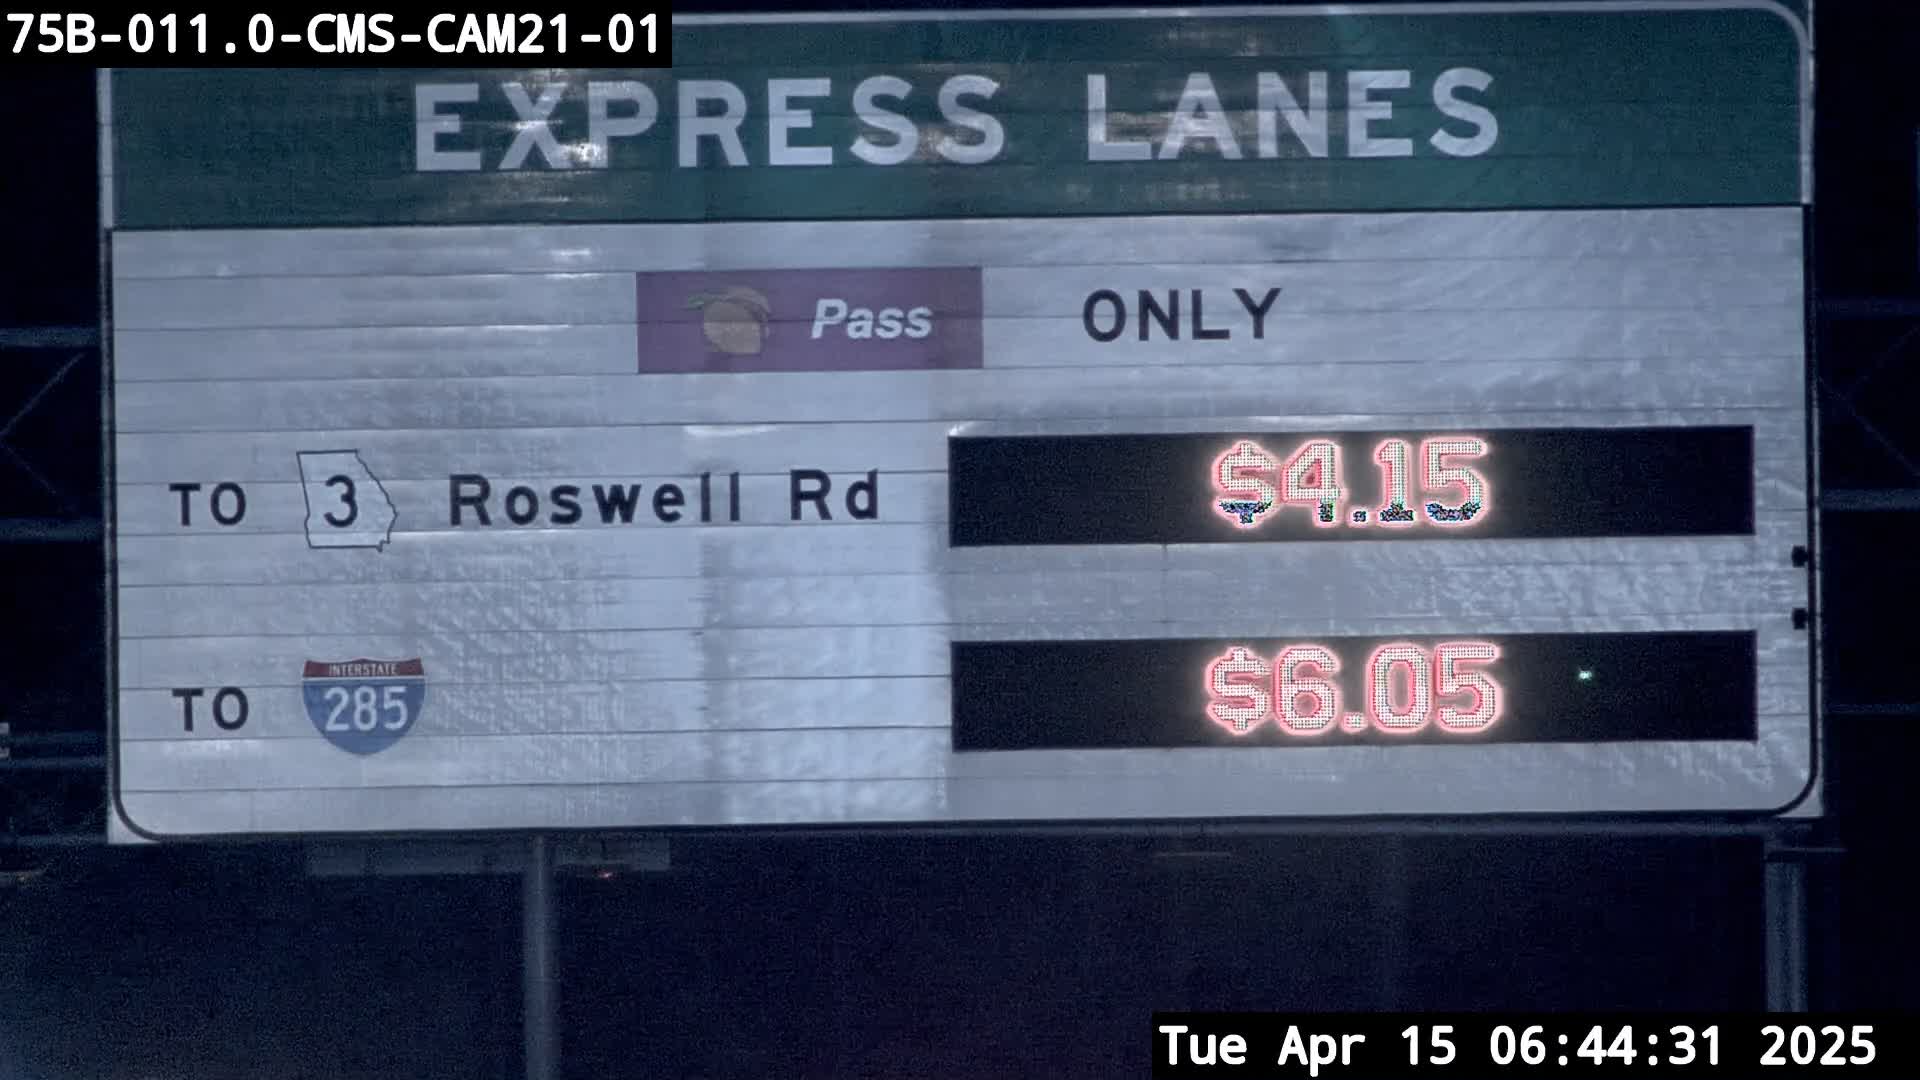 75B-011.0-CMS-CAM21-01
EXPRESS LANES
Pass ONLY
TO 3 Roswell Rd $4.15
INTERSTATE
TO 285 $6.05
Tue Apr 15 06:44:31 2025